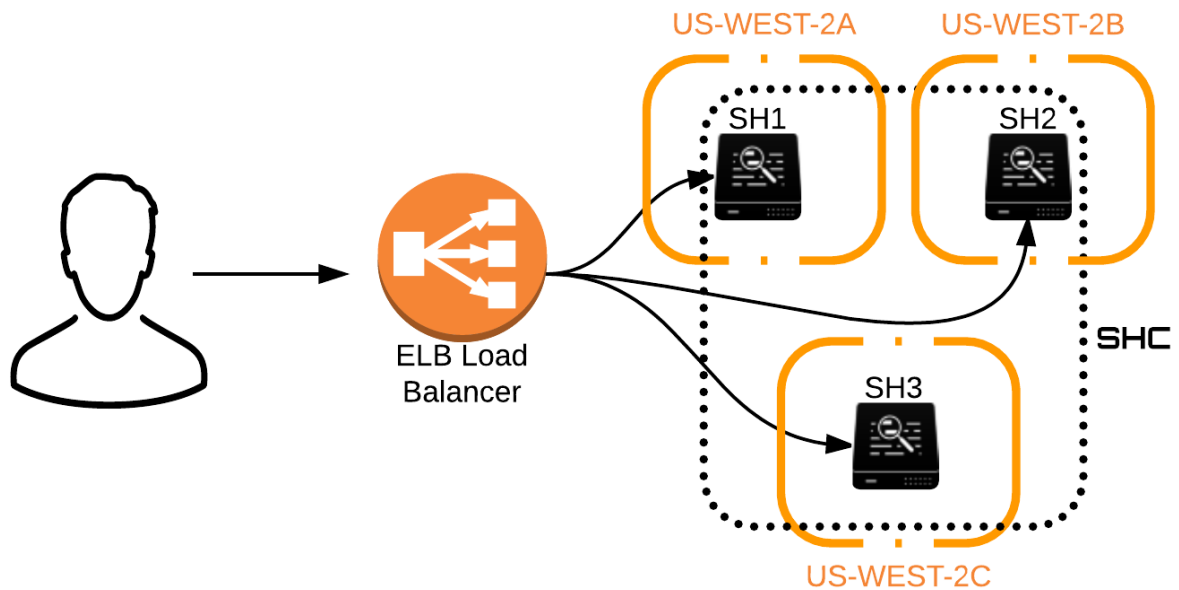 US-WEST-2A
US-WEST-2B
SH1
SH2
ELB Load
Balancer
SHC
SH3
US-WEST-2C